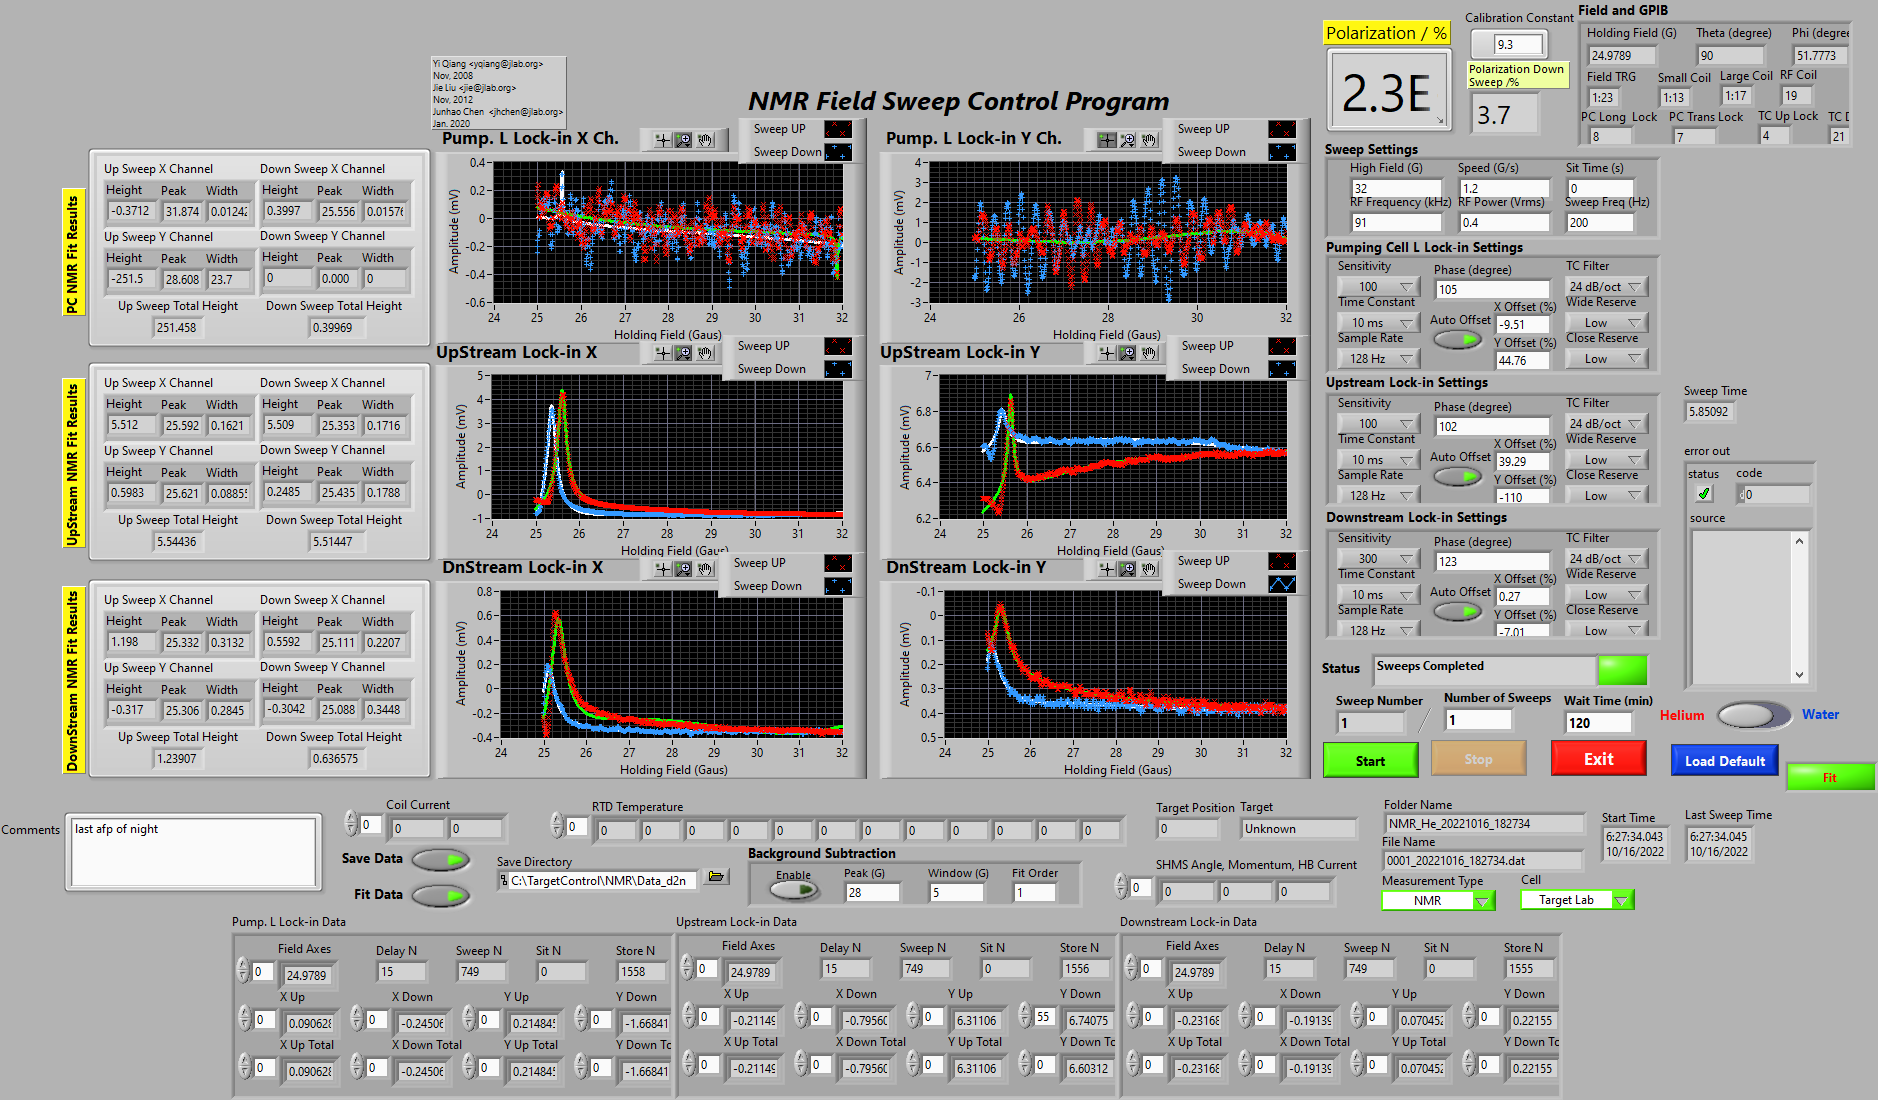 Yi Qiang <yqiang@jlab.org>
Nov, 2008
Jie Liu <jie@jlab.org>
Nov, 2012
Junhao Chen <jhchen@jlab.org>
Jan. 2020
NMR Field Sweep Control Program
Polarization / %
2.3E
Calibration Constant
9.3
Polarization Down
Sweep /%
3.7
Field and GPIB
Holding Field (G) Theta (degree) Phi (degree
24.9789 90 51.7773
Field TRG Small Coil Large Coil RF Coil
1:23 1:13 1:17 19
PC Long Lock PC Trans Lock TC Up Lock TC D
8 7 4 21
PC NMR Fit Results
Up Sweep X Channel Down Sweep X Channel
Height Peak Width Height Peak Width
-0.3712 31.874 0.01242 0.3997 25.556 0.01576
Up Sweep Y Channel Down Sweep Y Channel
Height Peak Width Height Peak Width
-251.5 28.608 23.7 0 0.000 0
Up Sweep Total Height Down Sweep Total Height
251.458 0.39969
UpStream NMR Fit Results
Up Sweep X Channel Down Sweep X Channel
Height Peak Width Height Peak Width
5.512 25.592 0.1621 5.509 25.353 0.1716
Up Sweep Y Channel Down Sweep Y Channel
Height Peak Width Height Peak Width
0.5983 25.621 0.0885 0.2485 25.435 0.1788
Up Sweep Total Height Down Sweep Total Height
5.54436 5.51447
DownStream NMR Fit Results
Up Sweep X Channel Down Sweep X Channel
Height Peak Width Height Peak Width
1.198 25.332 0.3132 0.5592 25.111 0.2207
Up Sweep Y Channel Down Sweep Y Channel
Height Peak Width Height Peak Width
-0.317 25.306 0.2845 -0.3042 25.088 0.3448
Up Sweep Total Height Down Sweep Total Height
1.23907 0.636575
Pump. L Lock-in X Ch.
Sweep UP
Sweep Down
Amplitude (mV)
0.4
0.2
0
-0.2
-0.4
-0.6
24 25 26 27 28 29 30 31 32
Holding Field (Gaus)
Pump. L Lock-in Y Ch.
Sweep UP
Sweep Down
Amplitude (mV)
4
3
2
1
0
-1
-2
-3
24 26 28 30 32
Holding Field (Gaus)
UpStream Lock-in X
Sweep UP
Sweep Down
Amplitude (mV)
5
4
3
2
1
0
-1
24 25 26 27 28 29 30 31 32
Holding Field (Gaus)
UpStream Lock-in Y
Sweep UP
Sweep Down
Amplitude (mV)
7
6.8
6.6
6.4
6.2
24 25 26 27 28 29 30 31 32
Holding Field (Gaus)
DnStream Lock-in X
Sweep UP
Sweep Down
Amplitude (mV)
0.8
0.6
0.4
0.2
0
-0.2
-0.4
24 25 26 27 28 29 30 31 32
Holding Field (Gaus)
DnStream Lock-in Y
Sweep UP
Sweep Down
Amplitude (mV)
-0.1
0
0.1
0.2
0.3
0.4
0.5
24 25 26 27 28 29 30 31 32
Holding Field (Gaus)
Sweep Settings
High Field (G) Speed (G/s) Sit Time (s)
32 1.2 0
RF Frequency (kHz) RF Power (Vrms) Sweep Freq (Hz)
91 0.4 200
Pumping Cell L Lock-in Settings
Sensitivity Phase (degree) TC Filter
100 105 24 dB/oct
Time Constant X Offset (%) Wide Reserve
10 ms Auto Offset -9.51 Low
Sample Rate Y Offset (%) Close Reserve
128 Hz 44.76 Low
Upstream Lock-in Settings
Sensitivity Phase (degree) TC Filter
100 102 24 dB/oct
Time Constant X Offset (%) Wide Reserve
10 ms Auto Offset 39.29 Low
Sample Rate Y Offset (%) Close Reserve
128 Hz -110 Low
Downstream Lock-in Settings
Sensitivity Phase (degree) TC Filter
300 123 24 dB/oct
Time Constant X Offset (%) Wide Reserve
10 ms Auto Offset 0.27 Low
Sample Rate Y Offset (%) Close Reserve
128 Hz -7.01 Low
Sweep Time
5.85092
error out
status code
0
source
Status Sweeps Completed
Sweep Number Number of Sweeps Wait Time (min)
1 / 1 120
Helium Water
Start Stop Exit Load Default Fit
Comments last afp of night
Coil Current
0 0 0
Save Data
Fit Data
RTD Temperature
0 0 0 0 0 0 0 0 0 0 0 0 0
Save Directory
C:\TargetControl\NMR\Data_d2n
Background Subtraction
Enable Peak (G) Window (G) Fit Order
28 5 1
Target Position Target
0 Unknown
SHMS Angle, Momentum, HB Current
0 0 0 0
Folder Name
NMR_He_20221016_182734
File Name
0001_20221016_182734.dat
Measurement Type Cell
NMR Target Lab
Start Time
6:27:34.043
10/16/2022
Last Sweep Time
6:27:34.045
10/16/2022
Pump. L Lock-in Data
Field Axes Delay N Sweep N Sit N Store N
0 24.9789 15 749 0 1558
X Up X Down Y Up Y Down
0 0.090628 0 -0.24506 0 0.214845 0 -1.66841
X Up Total X Down Total Y Up Total Y Down To
0 0.090628 0 -0.24506 0 0.214845 0 -1.66841
Upstream Lock-in Data
Field Axes Delay N Sweep N Sit N Store N
0 24.9789 15 749 0 1556
X Up X Down Y Up Y Down
0 -0.21149 0 -0.79560 0 6.31106 55 6.74075
X Up Total X Down Total Y Up Total Y Down To
0 -0.21149 0 -0.79560 0 6.31106 0 6.60312
Downstream Lock-in Data
Field Axes Delay N Sweep N Sit N Store N
0 24.9789 15 749 0 1555
X Up X Down Y Up Y Down
0 -0.23168 0 -0.19139 0 0.070452 0 0.22155
X Up Total X Down Total Y Up Total Y Down To
0 -0.23168 0 -0.19139 0 0.070452 0 0.22155